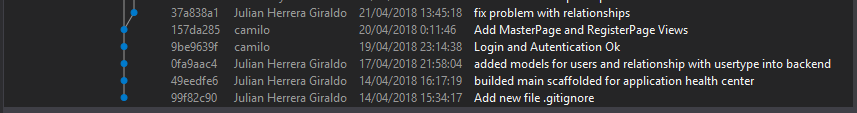 37a838a1 Julian Herrera Giraldo 21/04/2018 13:45:18 fix problem with relationships
157da285 camilo 20/04/2018 0:11:46 Add MasterPage and RegisterPage Views
9be9639f camilo 19/04/2018 23:14:38 Login and Autentication Ok
0fa9aac4 Julian Herrera Giraldo 17/04/2018 21:58:04 added models for users and relationship with usertype into backend
49eedfe6 Julian Herrera Giraldo 14/04/2018 16:17:19 builded main scaffolded for application health center
99f82c90 Julian Herrera Giraldo 14/04/2018 15:34:17 Add new file .gitignore